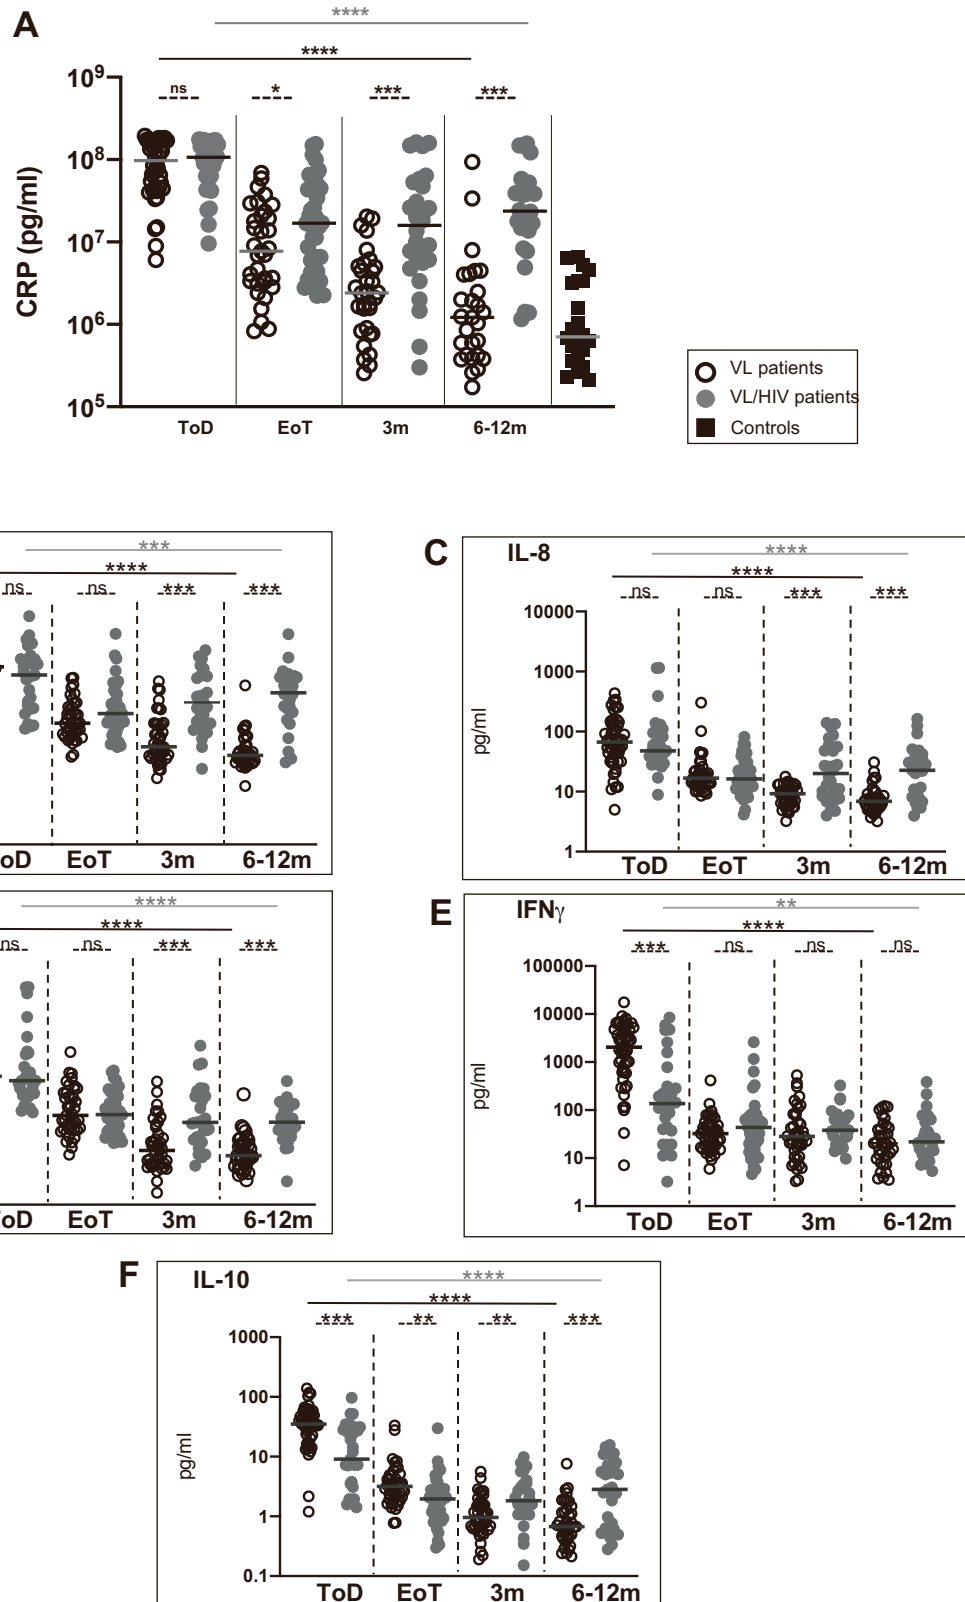 A
****
****
ns * *** ***
10⁹
10⁸
10⁷
10⁶
10⁵
CRP (pg/ml)
ToD EoT 3m 6-12m
VL patients
VL/HIV patients
Controls
***
****
ns ns *** ***
oD EoT 3m 6-12m
C IL-8
****
****
ns ns *** ***
10000
1000
100
10
1
pg/ml
ToD EoT 3m 6-12m
****
****
ns ns *** ***
oD EoT 3m 6-12m
E IFNγ
**
****
*** ns ns ns
100000
10000
1000
100
10
1
pg/ml
ToD EoT 3m 6-12m
F IL-10
****
****
*** ** ** ***
1000
100
10
1
0.1
pg/ml
ToD EoT 3m 6-12m